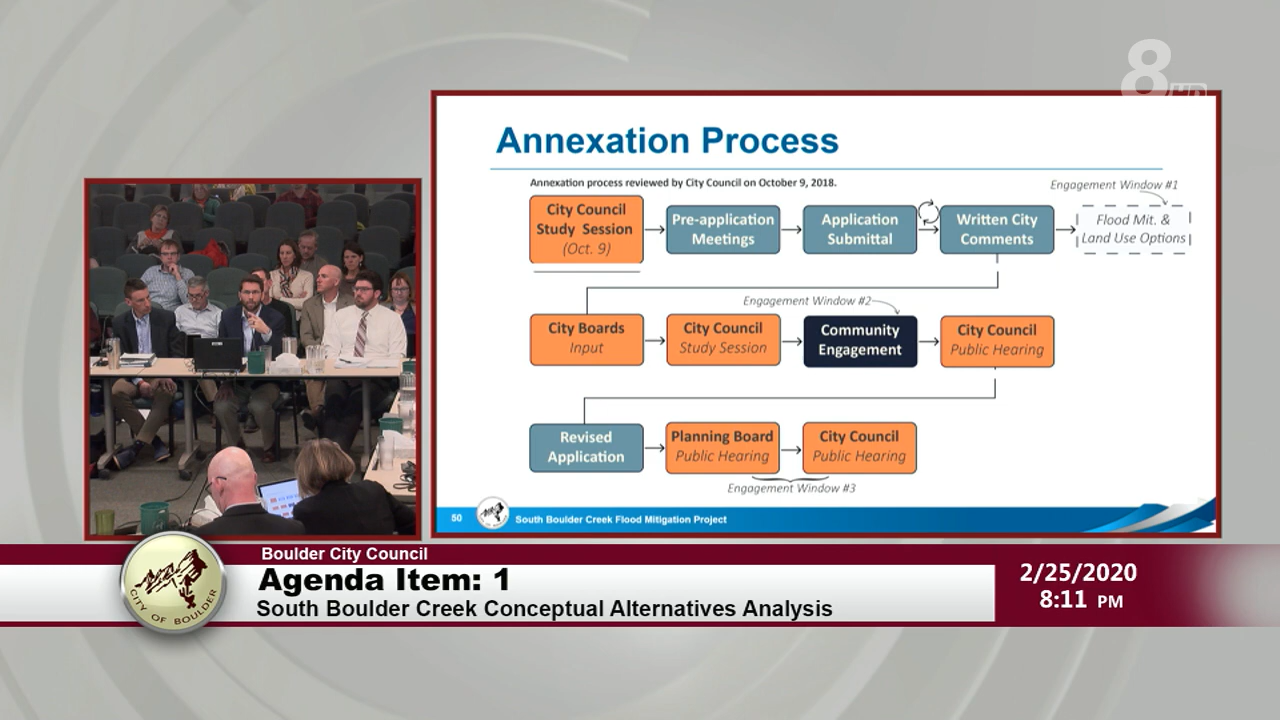 8HD
Annexation Process
Annexation process reviewed by City Council on October 9, 2018.
Engagement Window #1
City Council
Study Session
(Oct. 9)
Pre-application
Meetings
Application
Submittal
Written City
Comments
Flood Mit. &
Land Use Options
Engagement Window #2
City Boards
Input
City Council
Study Session
Community
Engagement
City Council
Public Hearing
Revised
Application
Planning Board
Public Hearing
City Council
Public Hearing
Engagement Window #3
50
South Boulder Creek Flood Mitigation Project
Boulder City Council
Agenda Item: 1
South Boulder Creek Conceptual Alternatives Analysis
CITY OF BOULDER
2/25/2020
8:11 PM